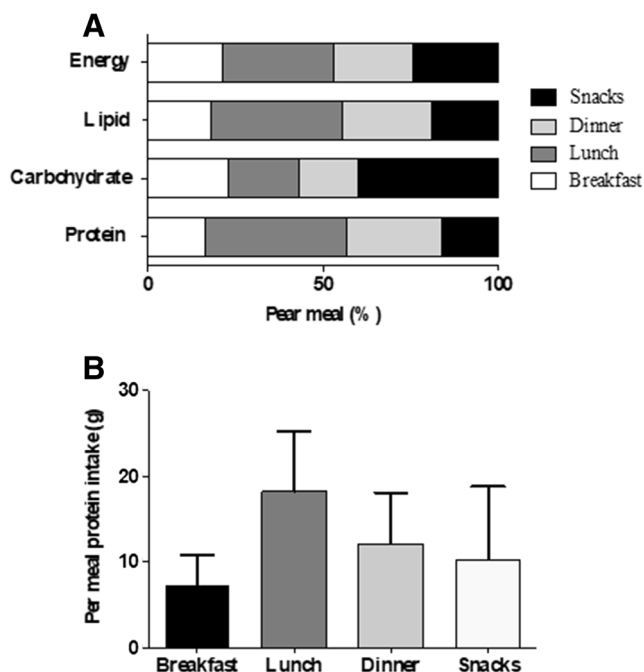 A
Energy
Lipid
Carbohydrate
Protein
0 50 100
Pear meal (%)
Snacks
Dinner
Lunch
Breakfast
B
Per meal protein intake (g)
30
20
10
0
Breakfast Lunch Dinner Snacks